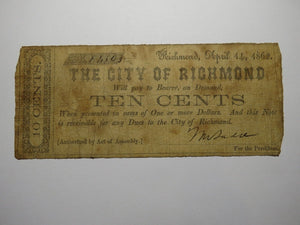 10 CENTS.
Richmond, April 14, 1862.
THE CITY OF RICHMOND
Will pay to Bearer, on Demand,
TEN CENTS
When presented in sums of One or more Dollars. And this Note
is receivable for any Dues to the City of Richmond.
[Authorized by Act of Assembly.]
For the President.